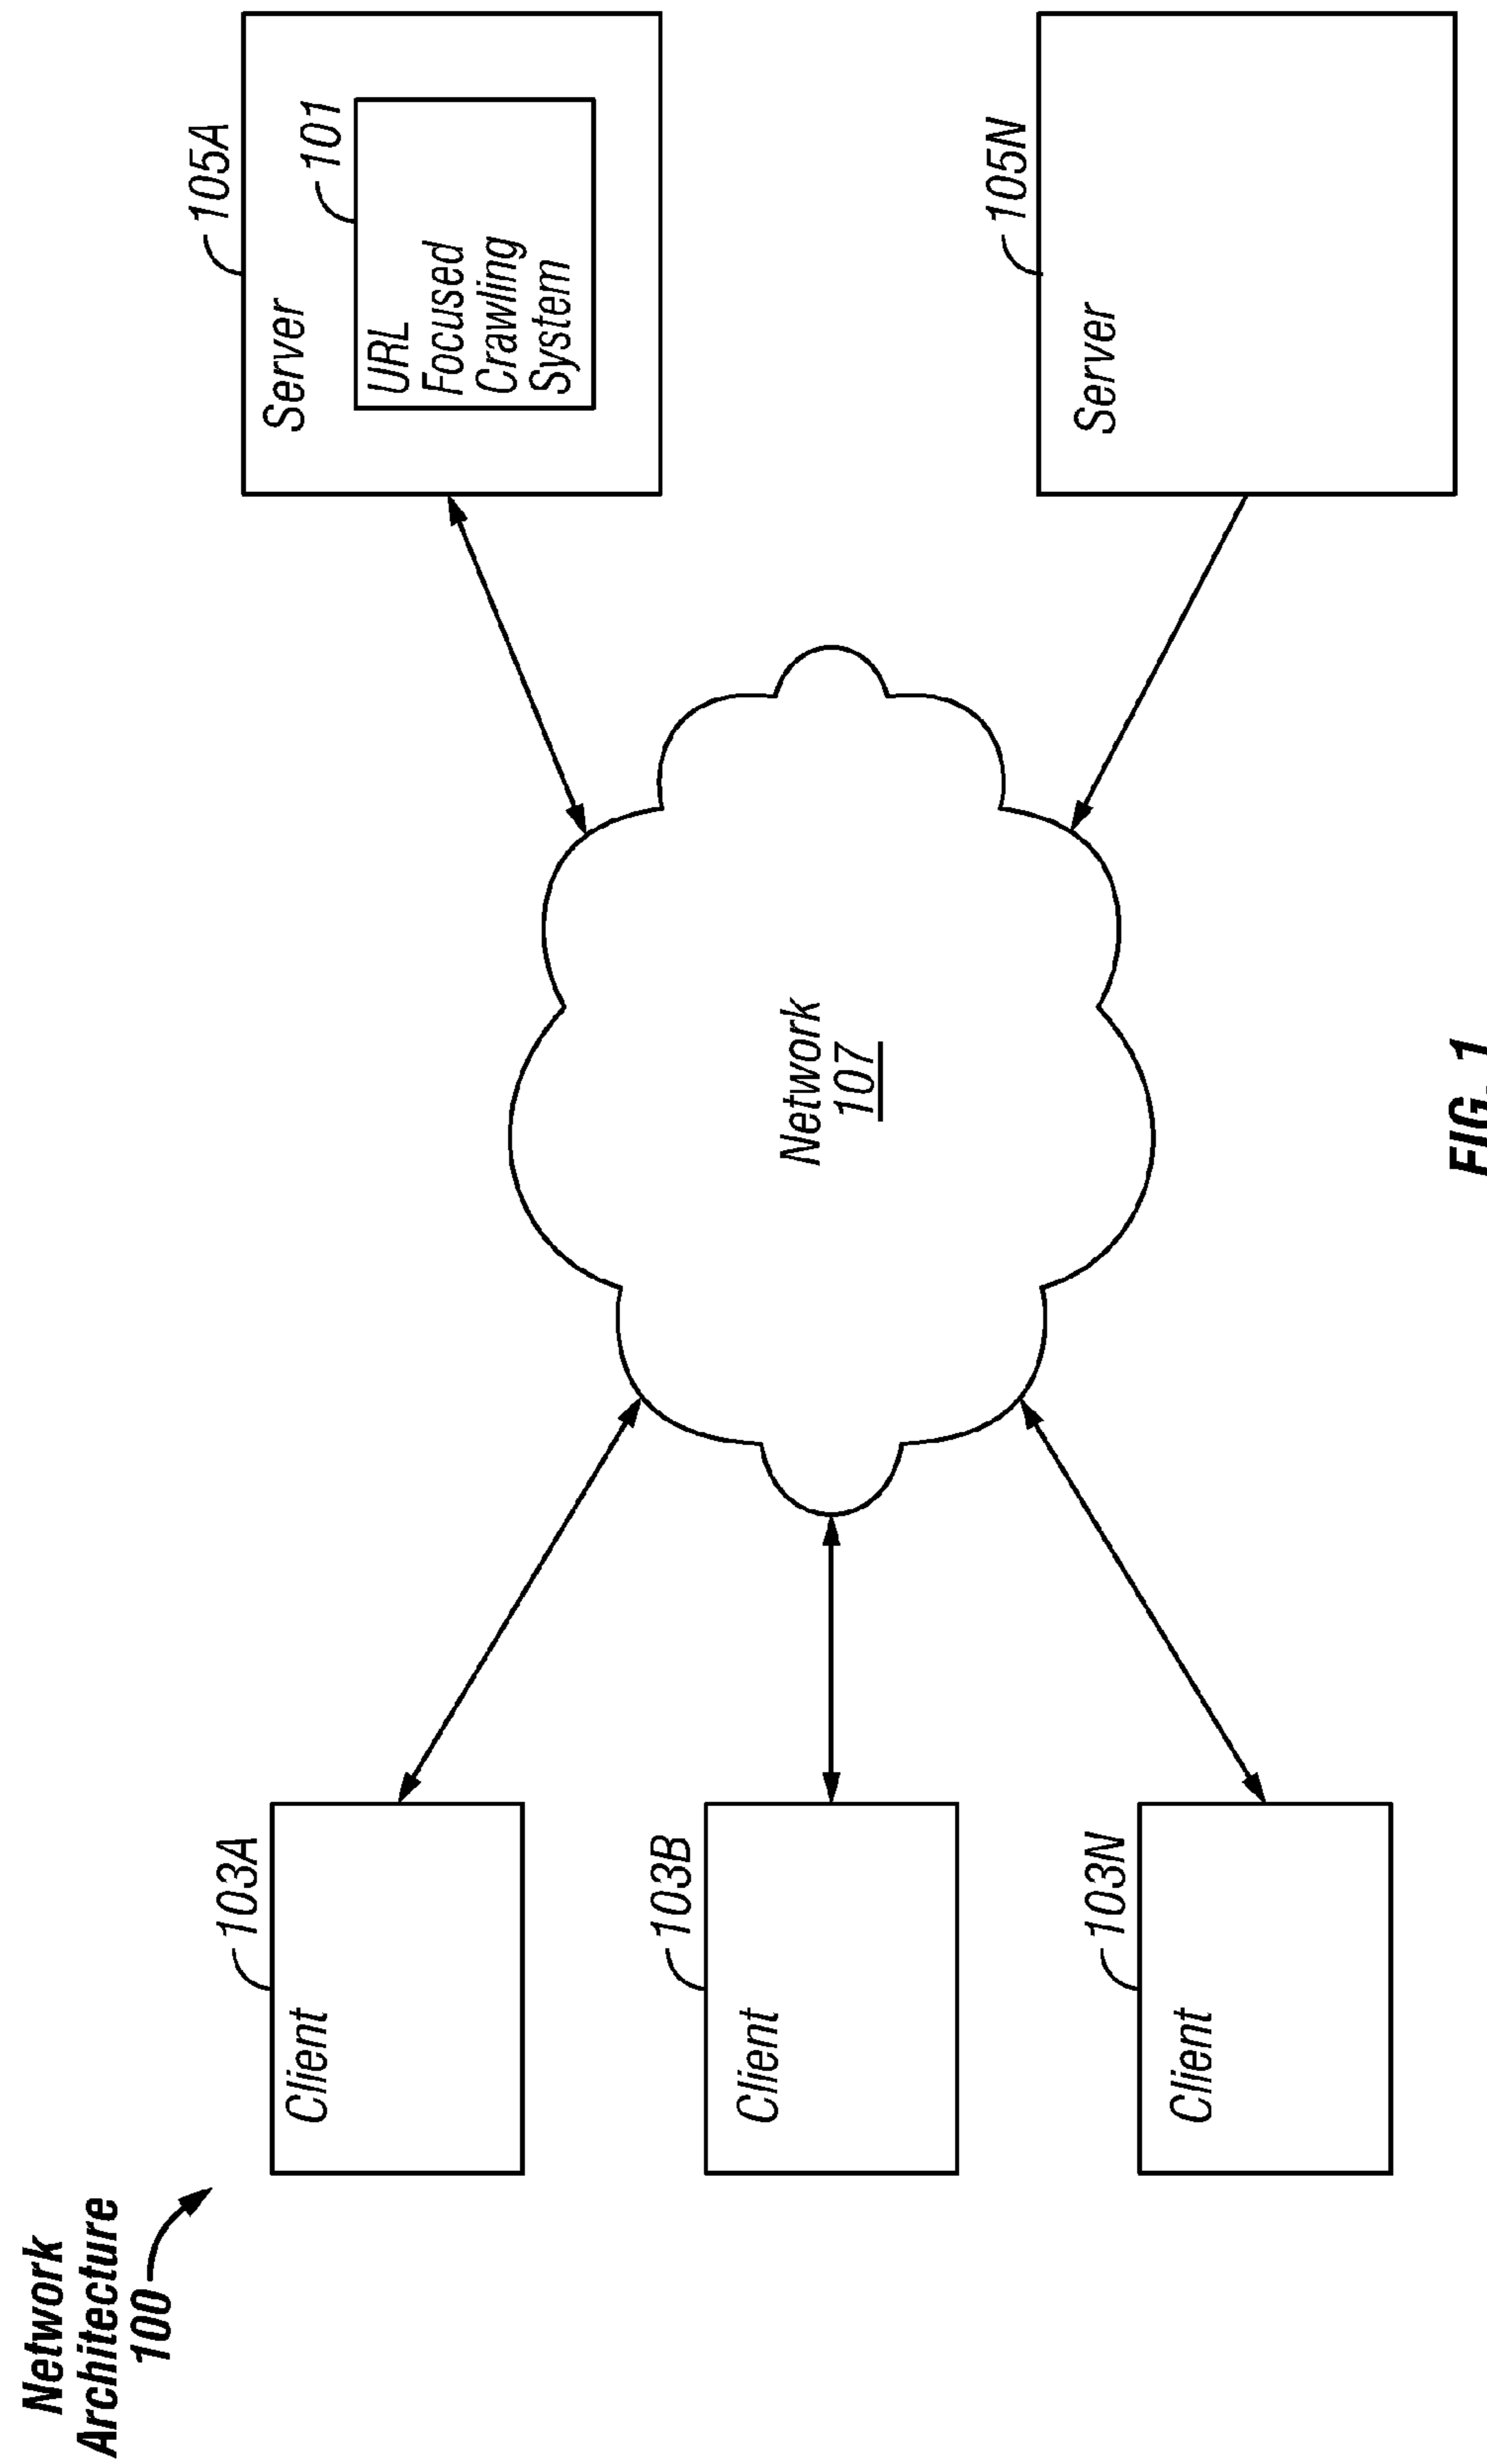 Network
Architecture
100
103A
Client
103B
Client
103N
Client
Network
107
105A
Server
101
URL
Focused
Crawling
System
105N
Server
FIG. 1